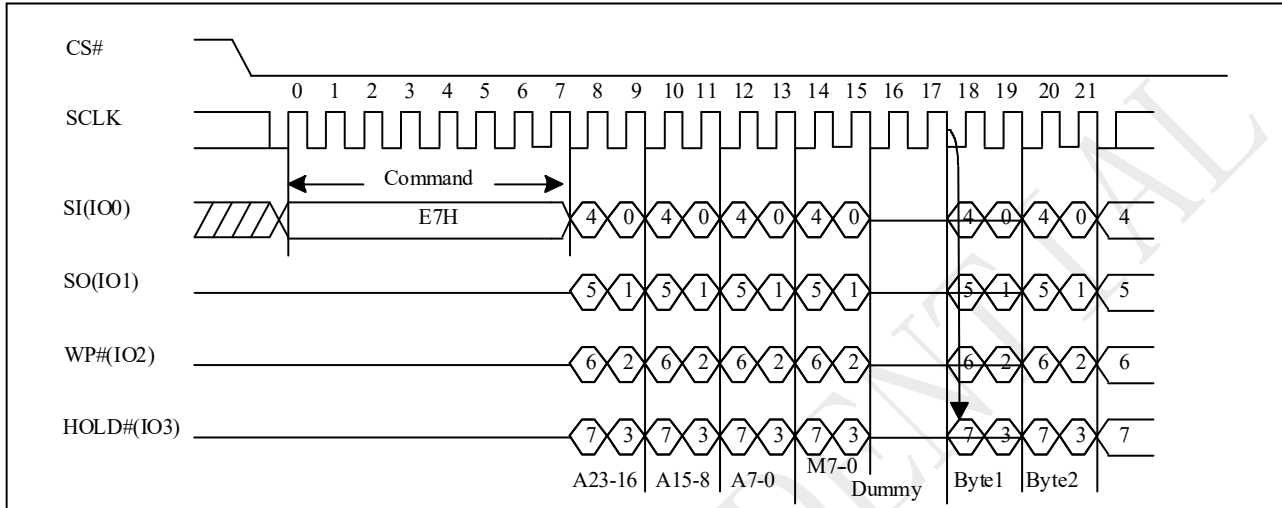 CS#
0 1 2 3 4 5 6 7 8 9 10 11 12 13 14 15 16 17 18 19 20 21
SCLK
Command
SI(IO0) E7H 4 0 4 0 4 0 4 0 4 0 4 0 4
SO(IO1) 5 1 5 1 5 1 5 1 5 1 5 1 5
WP#(IO2) 6 2 6 2 6 2 6 2 6 2 6 2 6
HOLD#(IO3) 7 3 7 3 7 3 7 3 7 3 7 3 7
A23-16 A15-8 A7-0 M7-0 Dummy Byte1 Byte2
DENTIAL